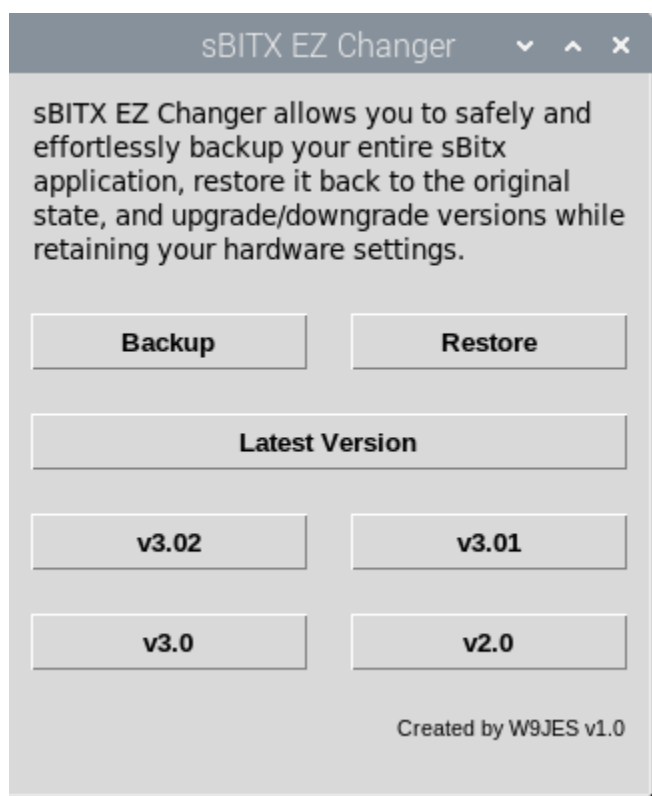 sBITX EZ Changer
sBITX EZ Changer allows you to safely and
effortlessly backup your entire sBitx
application, restore it back to the original
state, and upgrade/downgrade versions while
retaining your hardware settings.
Backup
Restore
Latest Version
v3.02
v3.01
v3.0
v2.0
Created by W9JES v1.0